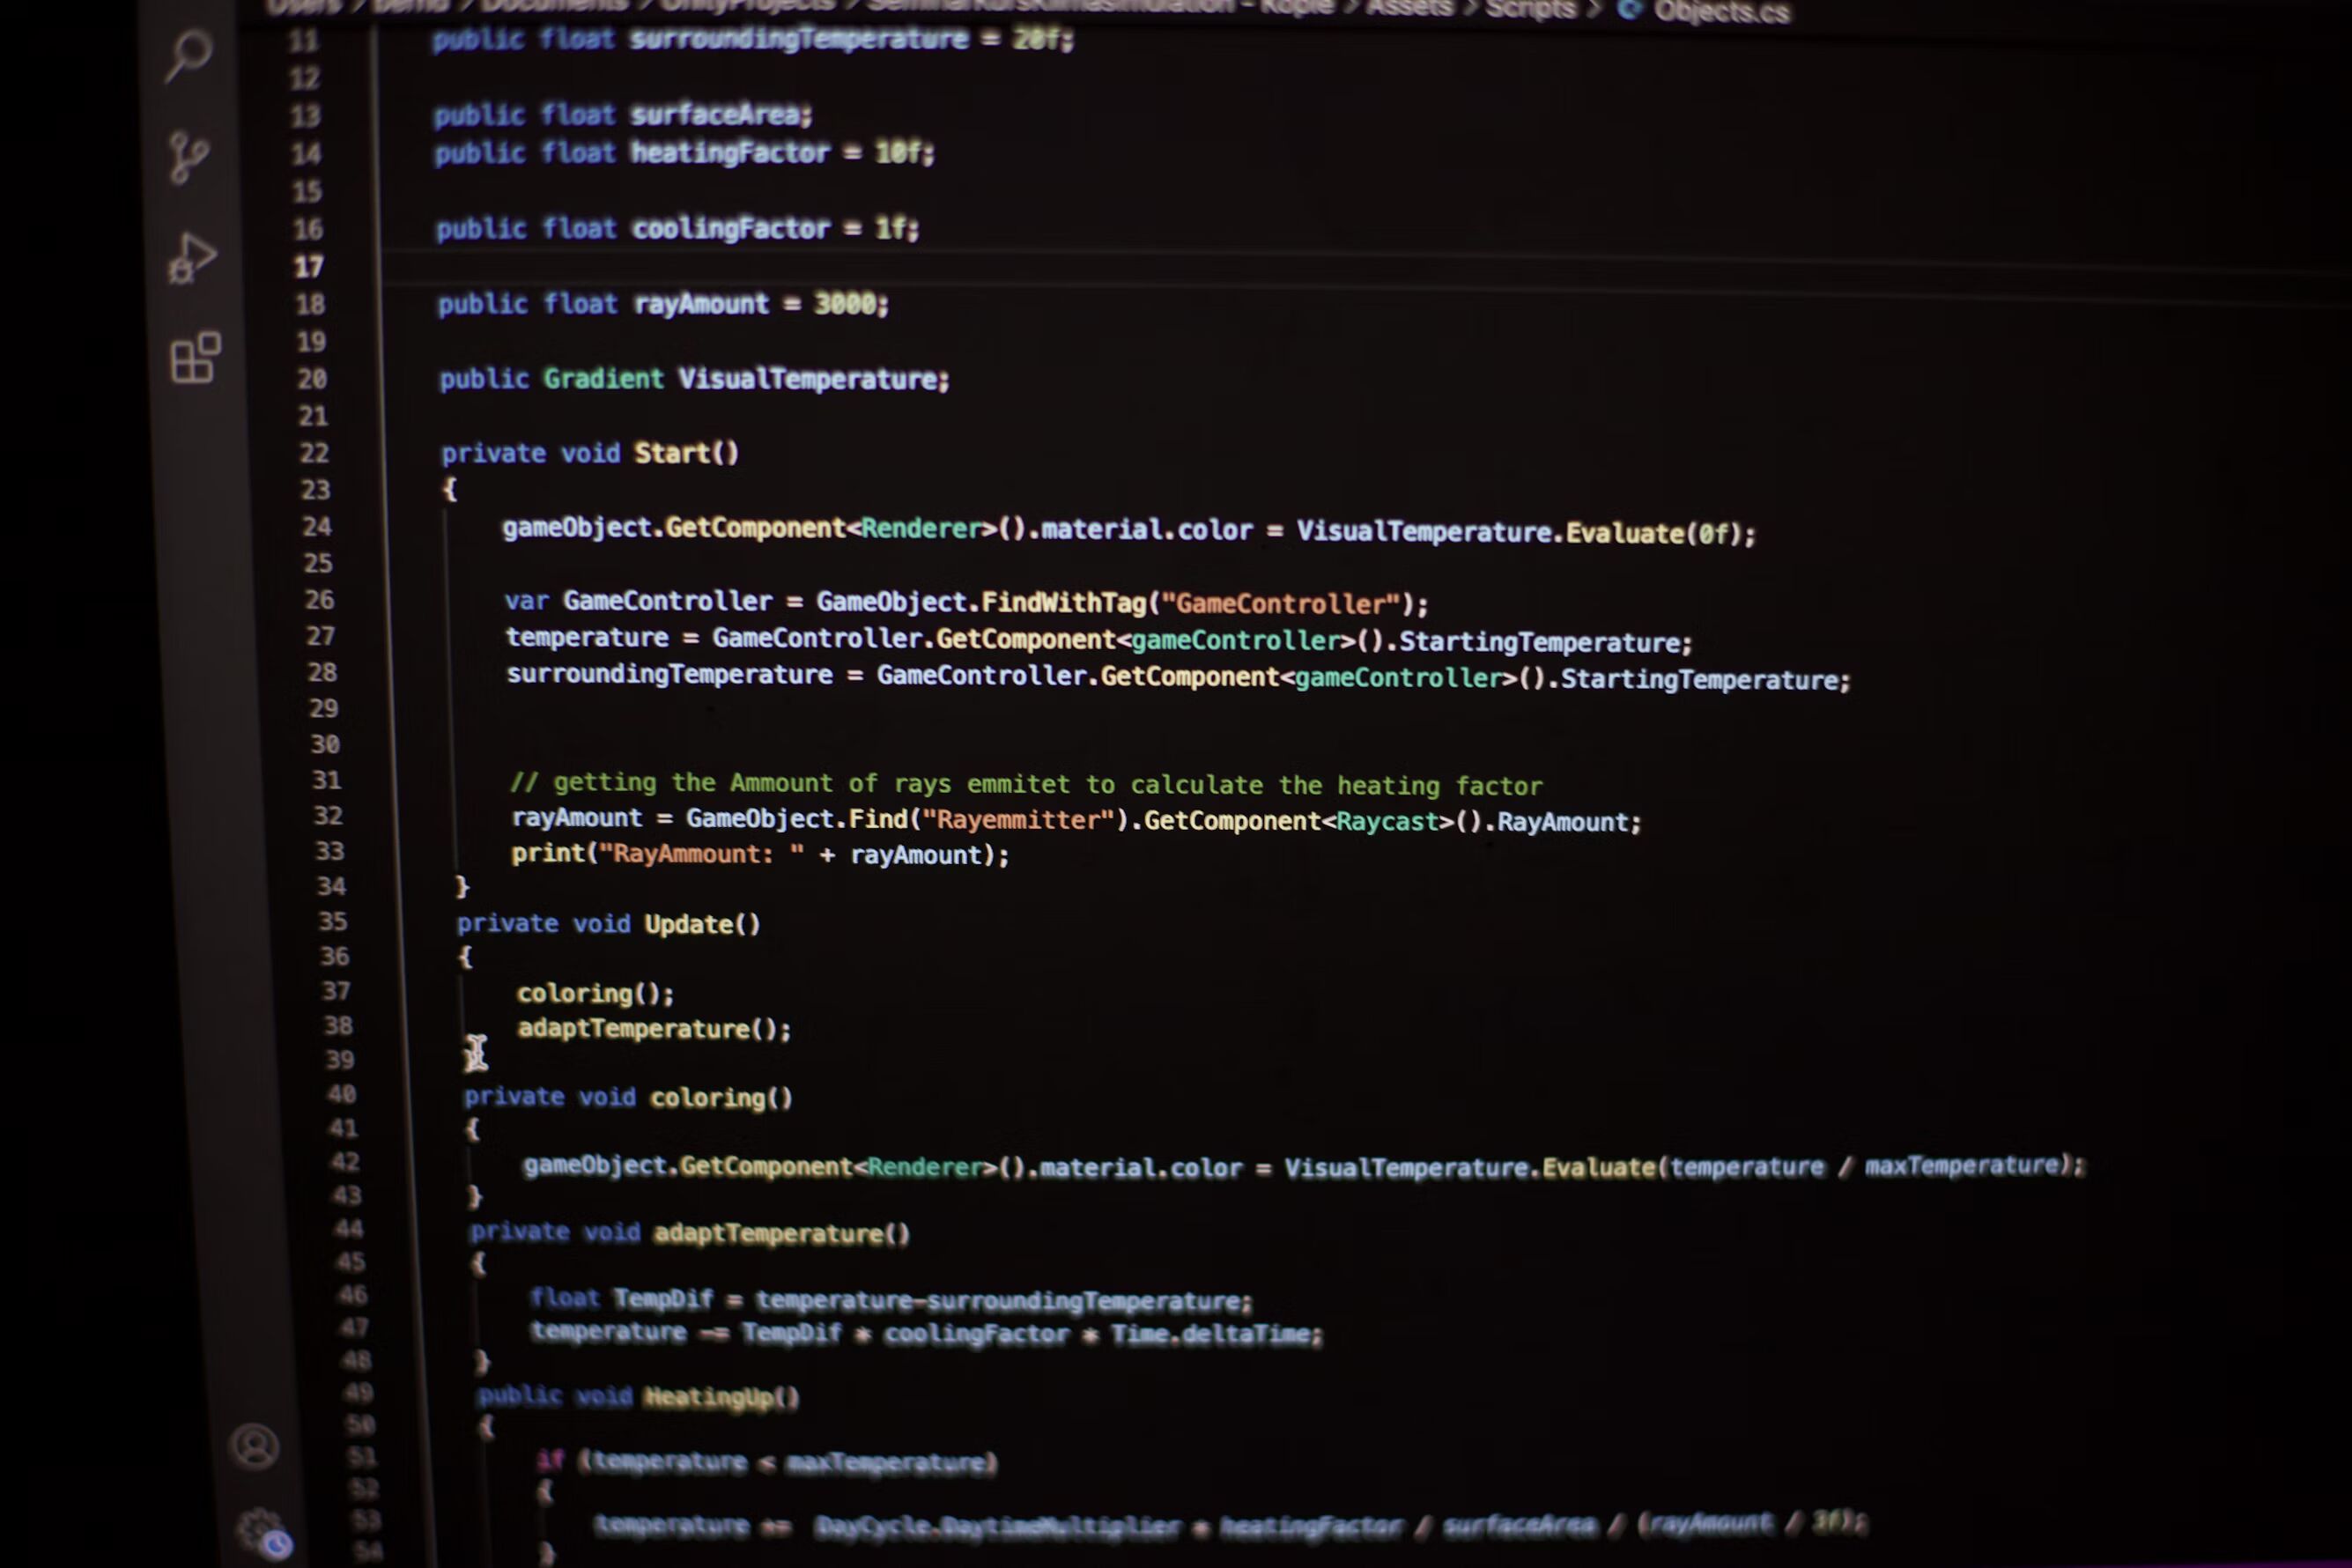 Users > Demo > Documents > UnityProjects > SeminarKursKlimasimulation - Kopie > Assets > Scripts > Objects.cs
11 public float surroundingTemperature = 20f;
12
13 public float surfaceArea;
14 public float heatingFactor = 10f;
15
16 public float coolingFactor = 1f;
17
18 public float rayAmount = 3000;
19
20 public Gradient VisualTemperature;
21
22 private void Start()
23 {
24 gameObject.GetComponent<Renderer>().material.color = VisualTemperature.Evaluate(0f);
25
26 var GameController = GameObject.FindWithTag("GameController");
27 temperature = GameController.GetComponent<gameController>().StartingTemperature;
28 surroundingTemperature = GameController.GetComponent<gameController>().StartingTemperature;
29
30
31 // getting the Ammount of rays emmitet to calculate the heating factor
32 rayAmount = GameObject.Find("Rayemmitter").GetComponent<Raycast>().RayAmount;
33 print("RayAmmount: " + rayAmount);
34 }
35 private void Update()
36 {
37 coloring();
38 adaptTemperature();
39 }
40 private void coloring()
41 {
42 gameObject.GetComponent<Renderer>().material.color = VisualTemperature.Evaluate(temperature / maxTemperature);
43 }
44 private void adaptTemperature()
45 {
46 float TempDif = temperature-surroundingTemperature;
47 temperature -= TempDif * coolingFactor * Time.deltaTime;
48 }
49 public void HeatingUp()
50 {
51 if (temperature < maxTemperature)
52 {
53 temperature += DayCycle.DaytimeMultiplier * heatingFactor / surfaceArea / (rayAmount / 3f);
54 }